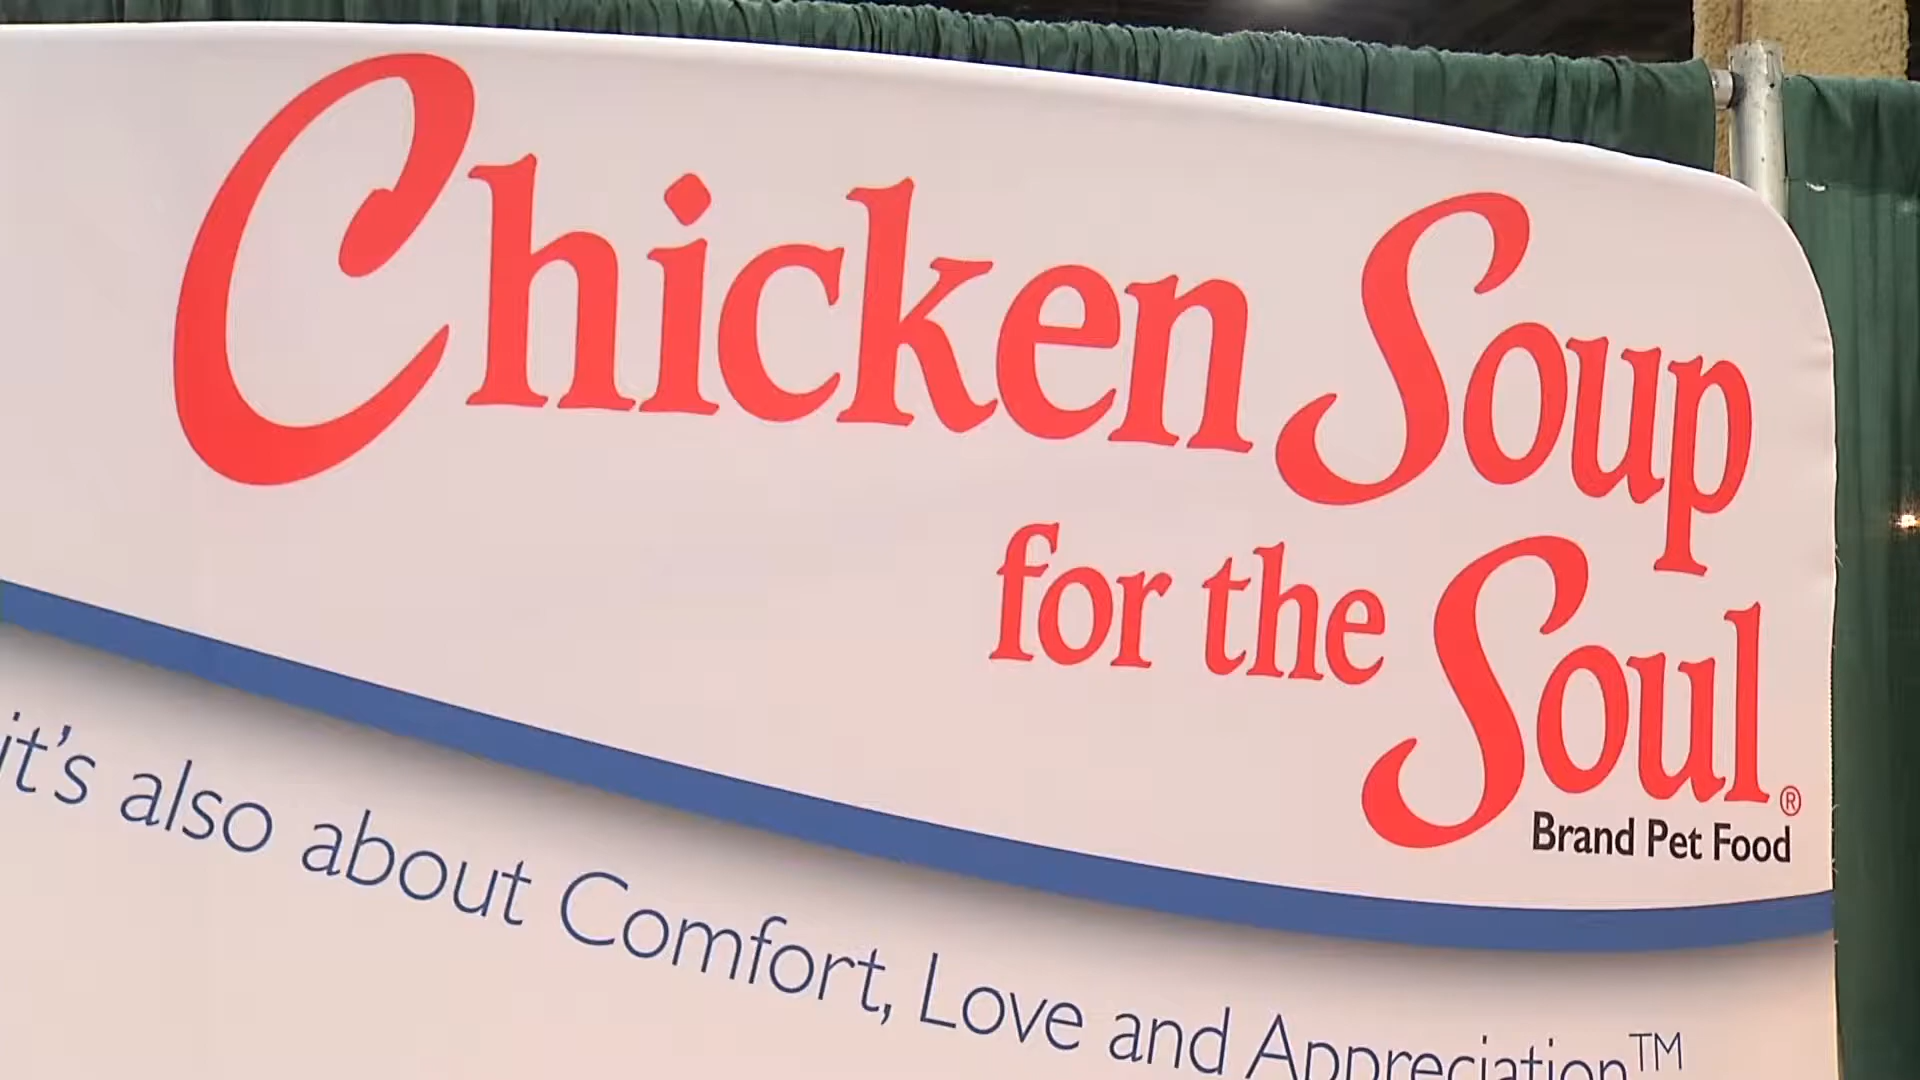 Chicken Soup
for the Soul®
Brand Pet Food
it's also about Comfort, Love and Appreciation™